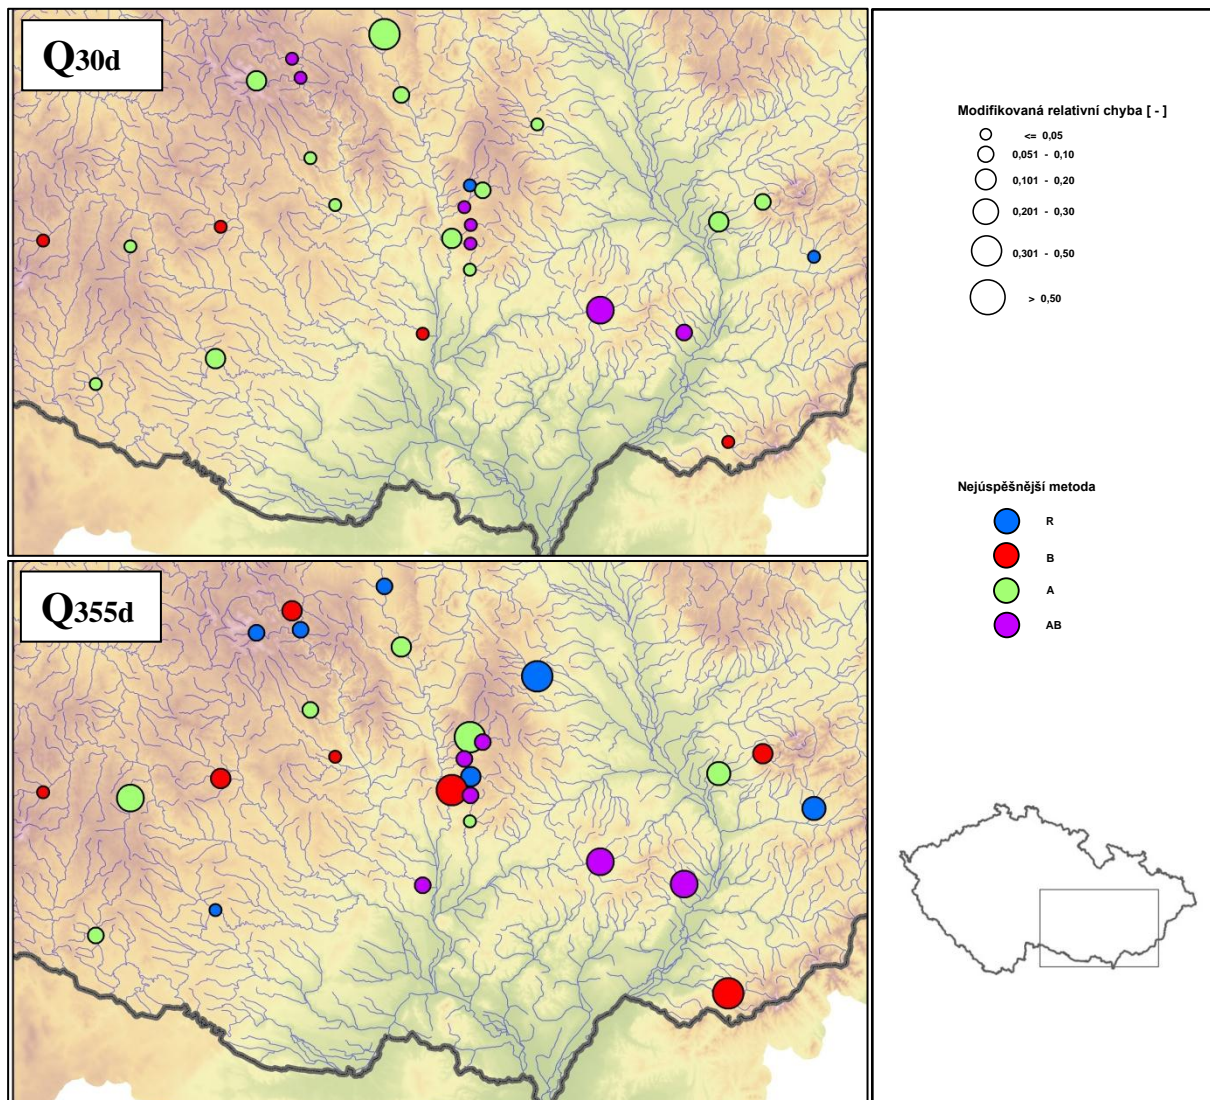 Q30d
Q355d
Modifikovaná relativní chyba [ - ]
<= 0,05
0,051 - 0,10
0,101 - 0,20
0,201 - 0,30
0,301 - 0,50
> 0,50
Nejúspěšnější metoda
R
B
A
AB